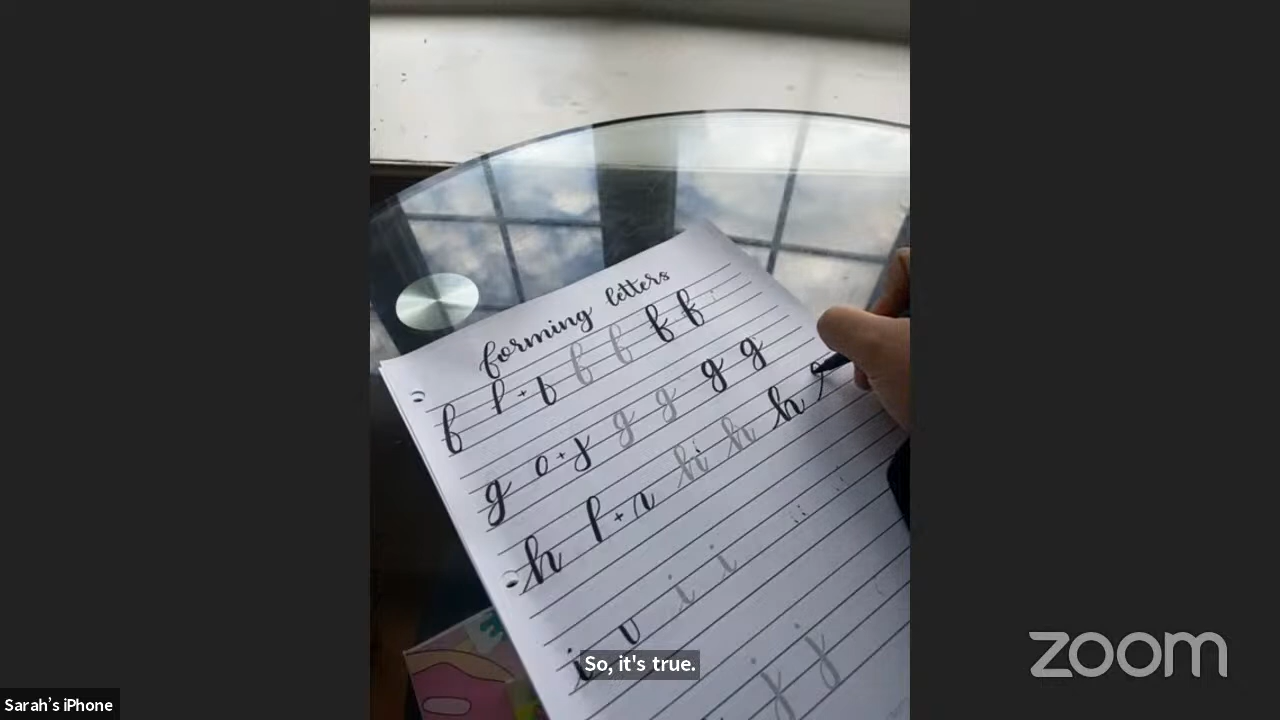 forming letters
f l + f f f f f
g o + j g g g g
h l + n h h h
i v i i
j j
So, it's true.
zoom
Sarah's iPhone